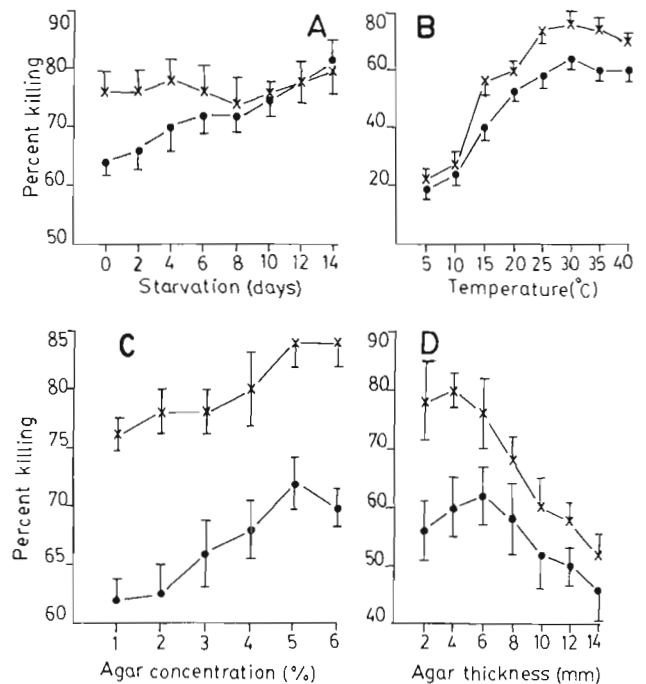 A
90
80
70
60
50
Percent killing
0 2 4 6 8 10 12 14
Starvation (days)
B
80
60
40
20
5 10 15 20 25 30 35 40
Temperature(°C)
C
85
80
75
70
65
60
Percent killing
1 2 3 4 5 6
Agar concentration (%)
D
90
80
70
60
50
40
2 4 6 8 10 12 14
Agar thickness (mm)